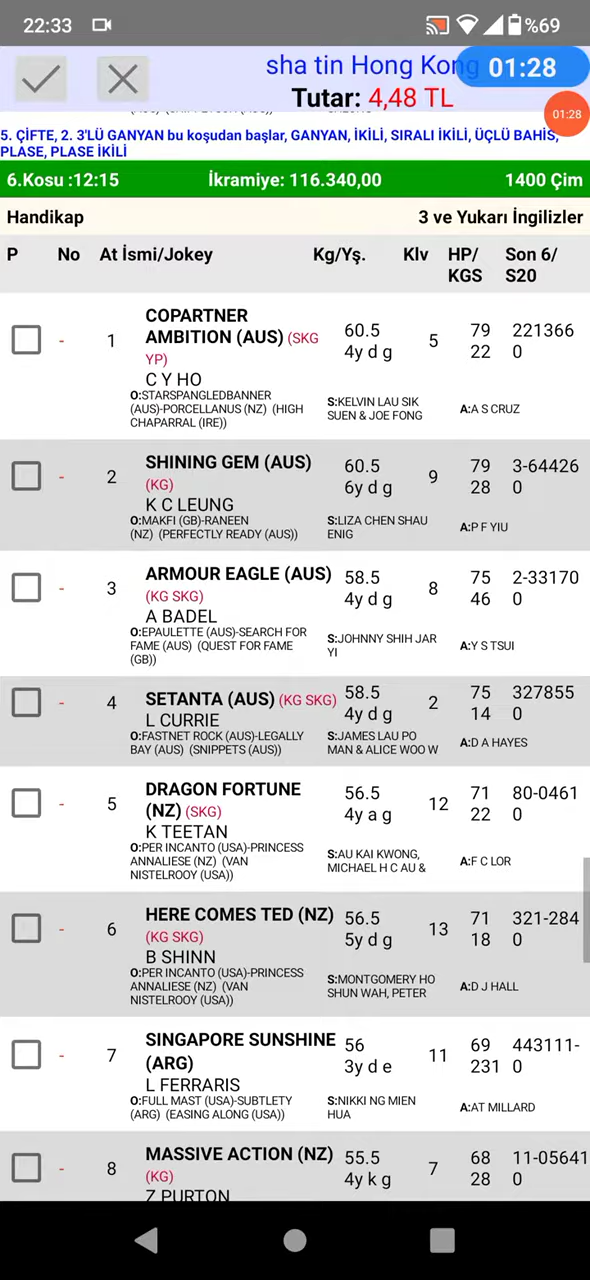 22:33 %69
sha tin Hong Kong 01:28
Tutar: 4,48 TL
01:28
5. ÇİFTE, 2. 3'LÜ GANYAN bu koşudan başlar, GANYAN, İKİLİ, SIRALI İKİLİ, ÜÇLÜ BAHİS,
PLASE, PLASE İKİLİ
6.Kosu :12:15 İkramiye: 116.340,00 1400 Çim
Handikap 3 ve Yukarı İngilizler
P No At İsmi/Jokey Kg/Yş. Klv HP/ Son 6/
KGS S20
COPARTNER
1 AMBITION (AUS) (SKG 60.5 5 79 221366
YP) 4y d g 22 0
C Y HO
O:STARSPANGLEDBANNER
(AUS)-PORCELLANUS (NZ) (HIGH S:KELVIN LAU SIK A:A S CRUZ
CHAPARRAL (IRE)) SUEN & JOE FONG
SHINING GEM (AUS) 60.5 79 3-64426
- 2 (KG) 6y d g 9 28 0
K C LEUNG
O:MAKFI (GB)-RANEEN S:LIZA CHEN SHAU A:P F YIU
(NZ) (PERFECTLY READY (AUS)) ENIG
ARMOUR EAGLE (AUS) 58.5 75 2-33170
- 3 (KG SKG) 4y d g 8 46 0
A BADEL
O:EPAULETTE (AUS)-SEARCH FOR S:JOHNNY SHIH JAR A:Y S TSUI
FAME (AUS) (QUEST FOR FAME YI
(GB))
- 4 SETANTA (AUS) (KG SKG) 58.5 2 75 327855
L CURRIE 4y d g 14 0
O:FASTNET ROCK (AUS)-LEGALLY S:JAMES LAU PO A:D A HAYES
BAY (AUS) (SNIPPETS (AUS)) MAN & ALICE WOO W
DRAGON FORTUNE 56.5 71 80-0461
- 5 (NZ) (SKG) 4y a g 12 22 0
K TEETAN
O:PER INCANTO (USA)-PRINCESS S:AU KAI KWONG, A:F C LOR
ANNALIESE (NZ) (VAN MICHAEL H C AU &
NISTELROOY (USA))
HERE COMES TED (NZ) 56.5 71 321-284
- 6 (KG SKG) 5y d g 13 18 0
B SHINN
O:PER INCANTO (USA)-PRINCESS S:MONTGOMERY HO A:D J HALL
ANNALIESE (NZ) (VAN SHUN WAH, PETER
NISTELROOY (USA))
SINGAPORE SUNSHINE 56 69 443111-
- 7 (ARG) 3y d e 11 231 0
L FERRARIS
O:FULL MAST (USA)-SUBTLETY S:NIKKI NG MIEN A:AT MILLARD
(ARG) (EASING ALONG (USA)) HUA
MASSIVE ACTION (NZ) 55.5 68 11-05641
- 8 (KG) 4y k g 7 28 0
Z PURTON